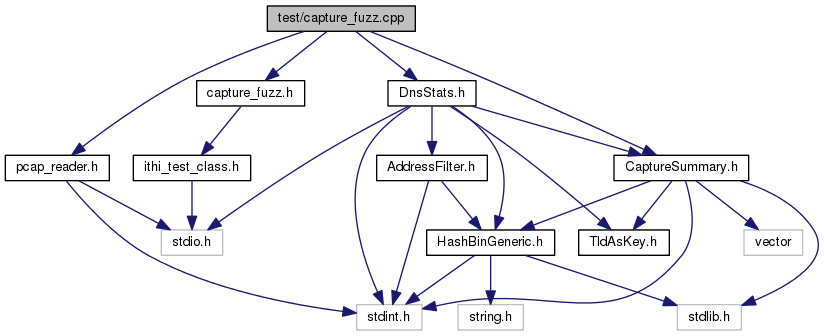 test/capture_fuzz.cpp
capture_fuzz.h
DnsStats.h
pcap_reader.h
ithi_test_class.h
AddressFilter.h
CaptureSummary.h
stdio.h
HashBinGeneric.h
TldAsKey.h
vector
stdint.h
string.h
stdlib.h